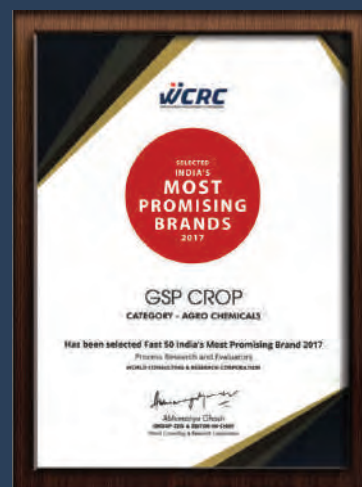 WCRC
SELECTED
INDIA'S
MOST
PROMISING
BRANDS
2017
GSP CROP
CATEGORY - AGRO CHEMICALS
Has been selected Fast 50 India's Most Promising Brand 2017
Process Research and Evaluators
WORLD CONSULTING & RESEARCH CORPORATION
Abhimanyu Ghosh
GROUP CEO & EDITOR-IN-CHIEF
World Consulting & Research Corporation